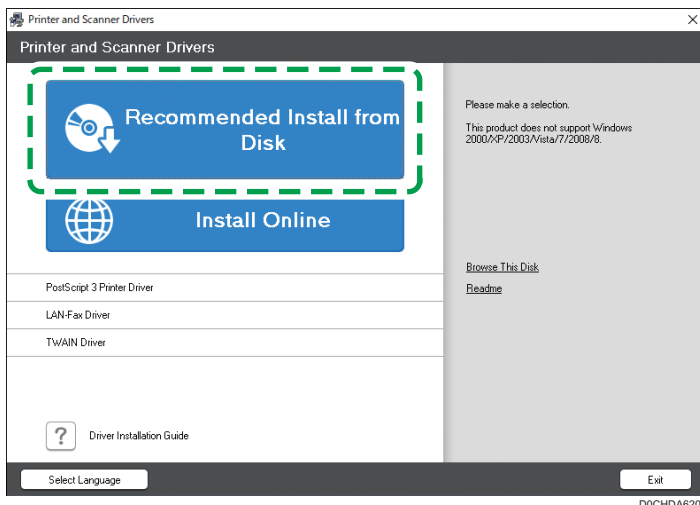 Printer and Scanner Drivers
Printer and Scanner Drivers
Recommended Install from
Disk
Install Online
PostScript 3 Printer Driver
LAN-Fax Driver
TWAIN Driver
? Driver Installation Guide
Please make a selection.
This product does not support Windows
2000/XP/2003/Vista/7/2008/8.
Browse This Disk
Readme
Select Language
Exit
D0CHDA620